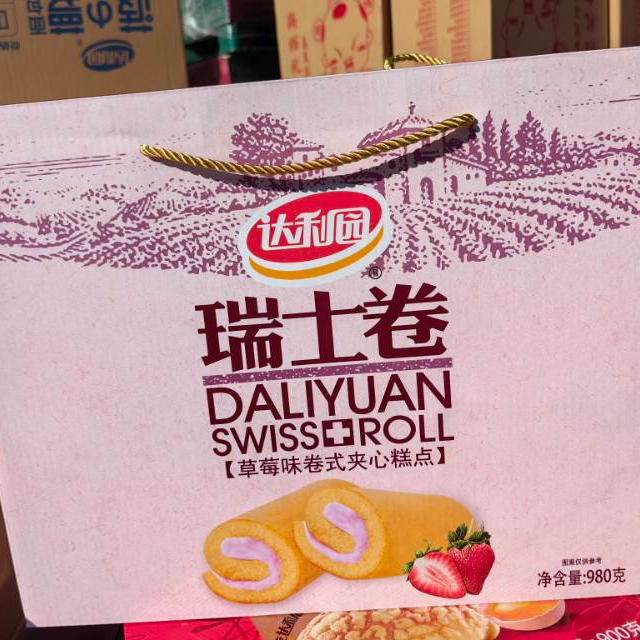 达利园
®
瑞士卷
DALIYUAN
SWISS ROLL
【草莓味卷式夹心糕点】
图案仅供参考
净含量:980克